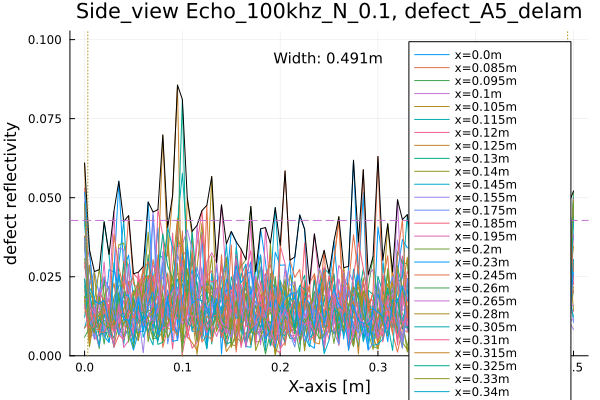 Side_view Echo_100khz_N_0.1, defect_A5_delam
0.100
0.075
0.050
0.025
0.000
defect reflectivity
Width: 0.491m
x=0.0m
x=0.085m
x=0.095m
x=0.1m
x=0.105m
x=0.115m
x=0.12m
x=0.125m
x=0.13m
x=0.14m
x=0.145m
x=0.155m
x=0.175m
x=0.185m
x=0.195m
x=0.2m
x=0.23m
x=0.245m
x=0.26m
x=0.265m
x=0.28m
x=0.305m
x=0.31m
x=0.315m
x=0.325m
x=0.33m
x=0.34m
0.0 0.1 0.2 0.3 .5
X-axis [m]